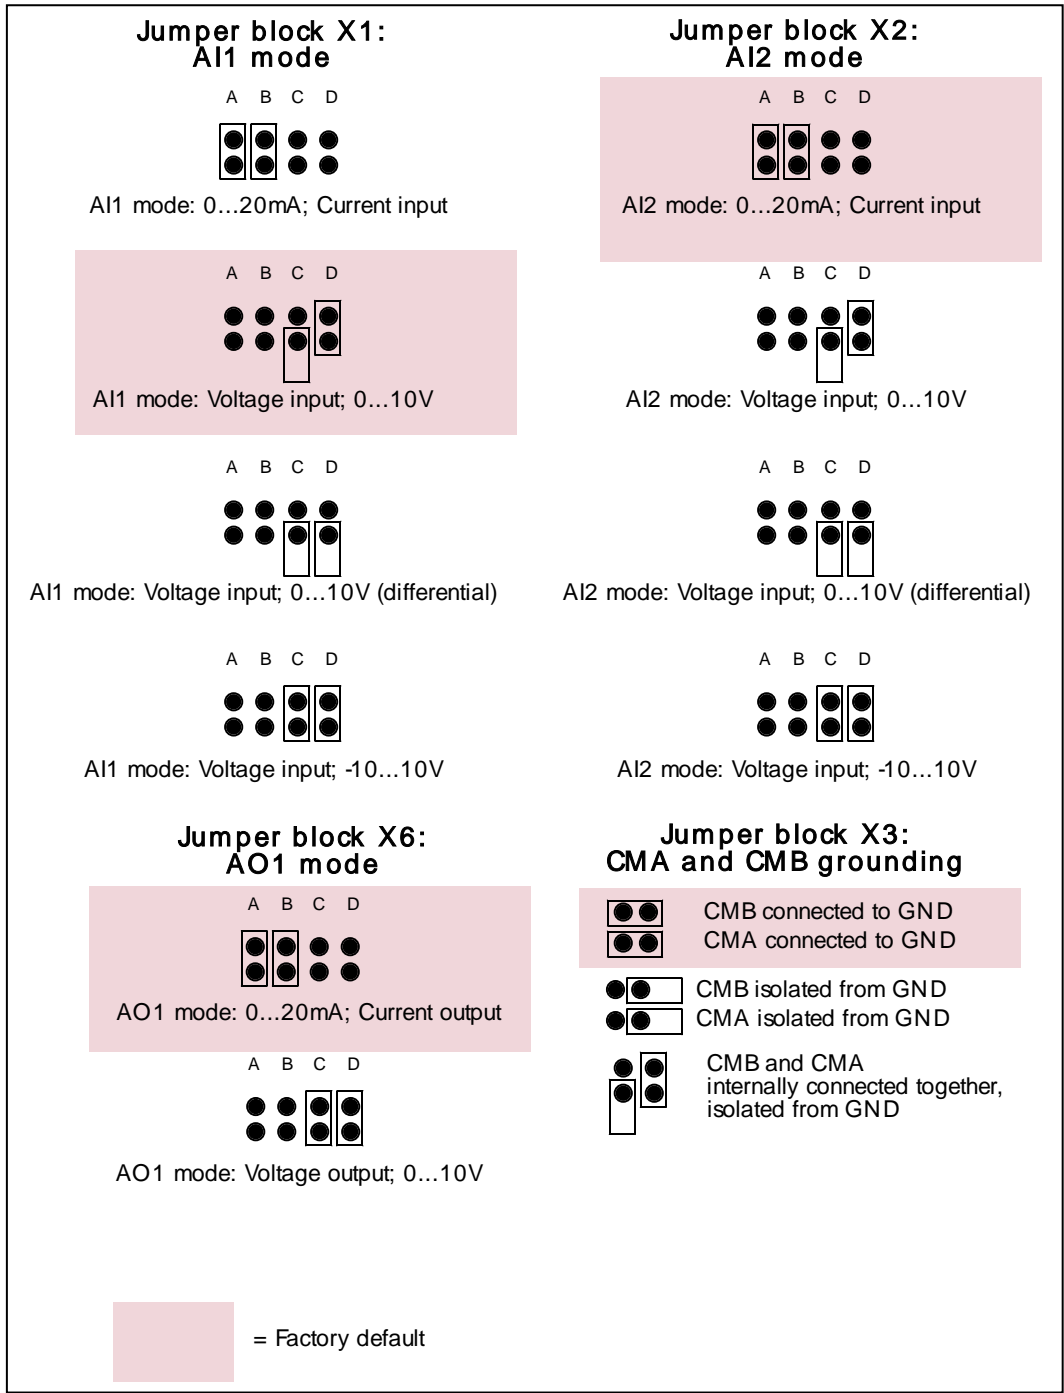 Jumper block X1:
AI1 mode
A B C D
AI1 mode: 0...20mA; Current input
A B C D
AI1 mode: Voltage input; 0...10V
A B C D
AI1 mode: Voltage input; 0...10V (differential)
A B C D
AI1 mode: Voltage input; -10...10V
Jumper block X2:
AI2 mode
A B C D
AI2 mode: 0...20mA; Current input
A B C D
AI2 mode: Voltage input; 0...10V
A B C D
AI2 mode: Voltage input; 0...10V (differential)
A B C D
AI2 mode: Voltage input; -10...10V
Jumper block X6:
AO1 mode
A B C D
AO1 mode: 0...20mA; Current output
A B C D
AO1 mode: Voltage output; 0...10V
Jumper block X3:
CMA and CMB grounding
CMB connected to GND
CMA connected to GND
CMB isolated from GND
CMA isolated from GND
CMB and CMA
internally connected together,
isolated from GND
= Factory default